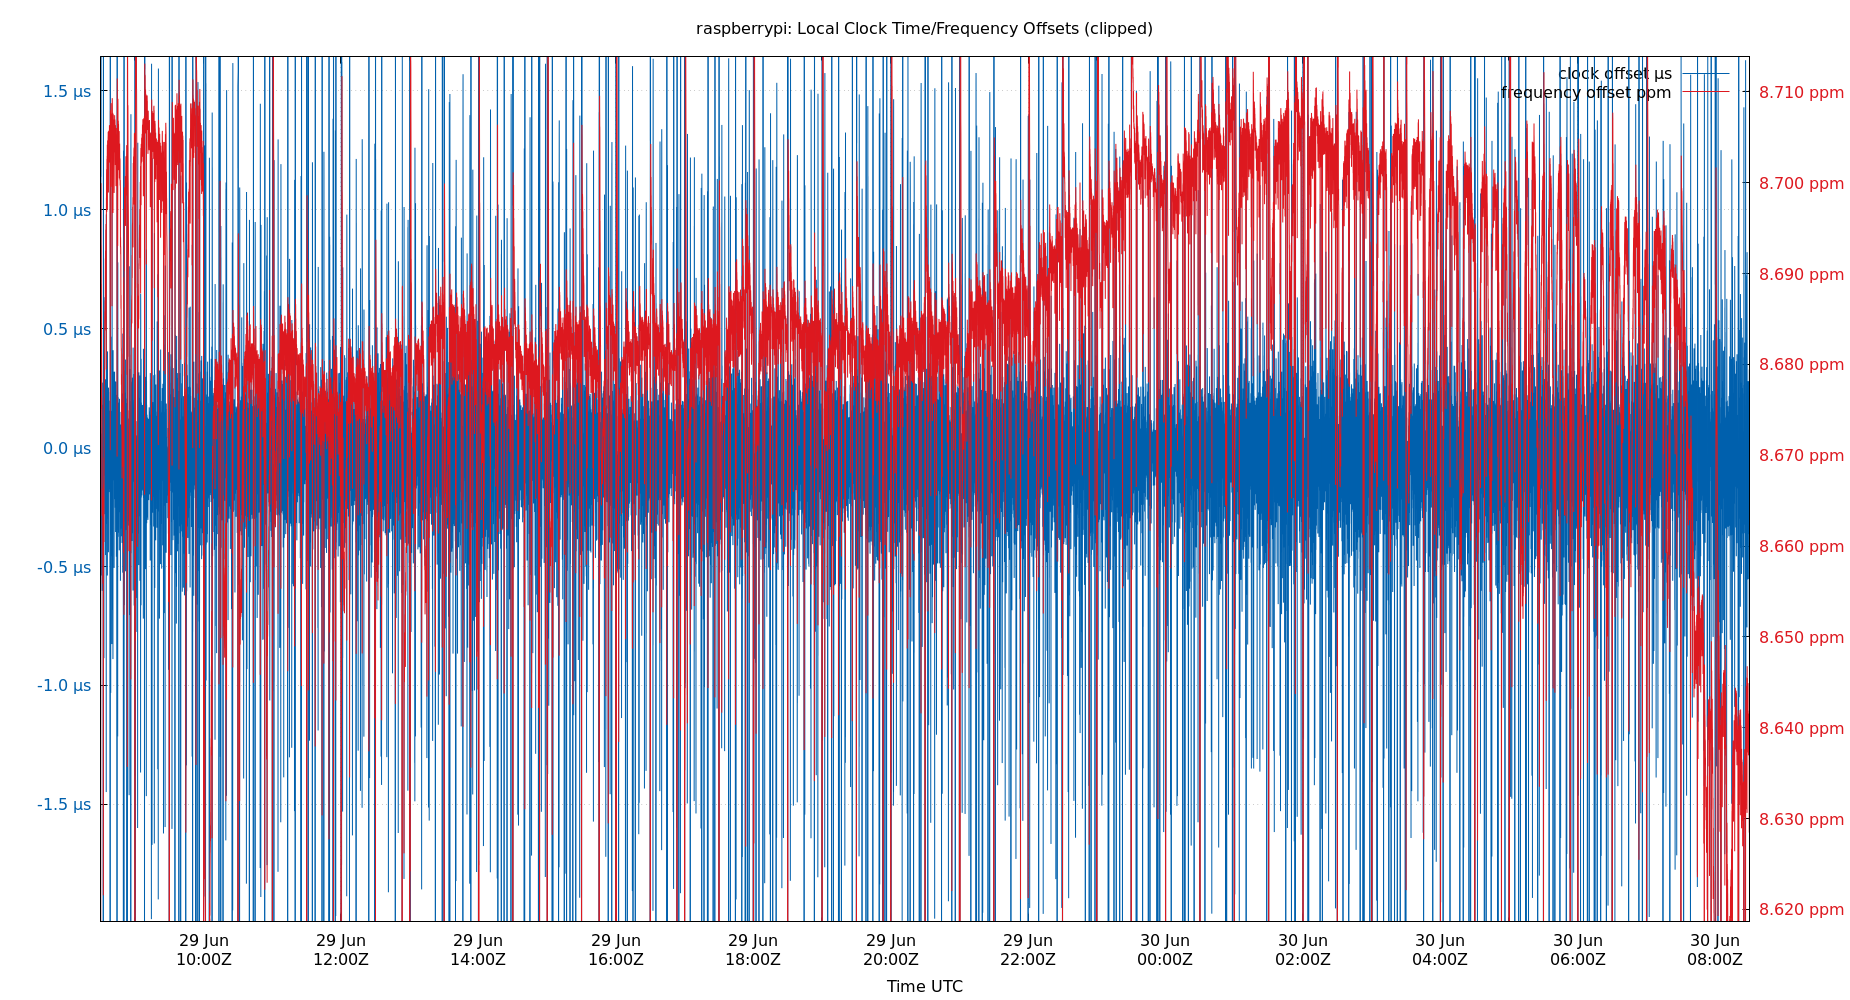 raspberrypi: Local Clock Time/Frequency Offsets (clipped)
clock offset µs
frequency offset ppm
1.5 µs
1.0 µs
0.5 µs
0.0 µs
-0.5 µs
-1.0 µs
-1.5 µs
8.710 ppm
8.700 ppm
8.690 ppm
8.680 ppm
8.670 ppm
8.660 ppm
8.650 ppm
8.640 ppm
8.630 ppm
8.620 ppm
29 Jun 29 Jun 29 Jun 29 Jun 29 Jun 29 Jun 29 Jun 30 Jun 30 Jun 30 Jun 30 Jun 30 Jun
10:00Z 12:00Z 14:00Z 16:00Z 18:00Z 20:00Z 22:00Z 00:00Z 02:00Z 04:00Z 06:00Z 08:00Z
Time UTC